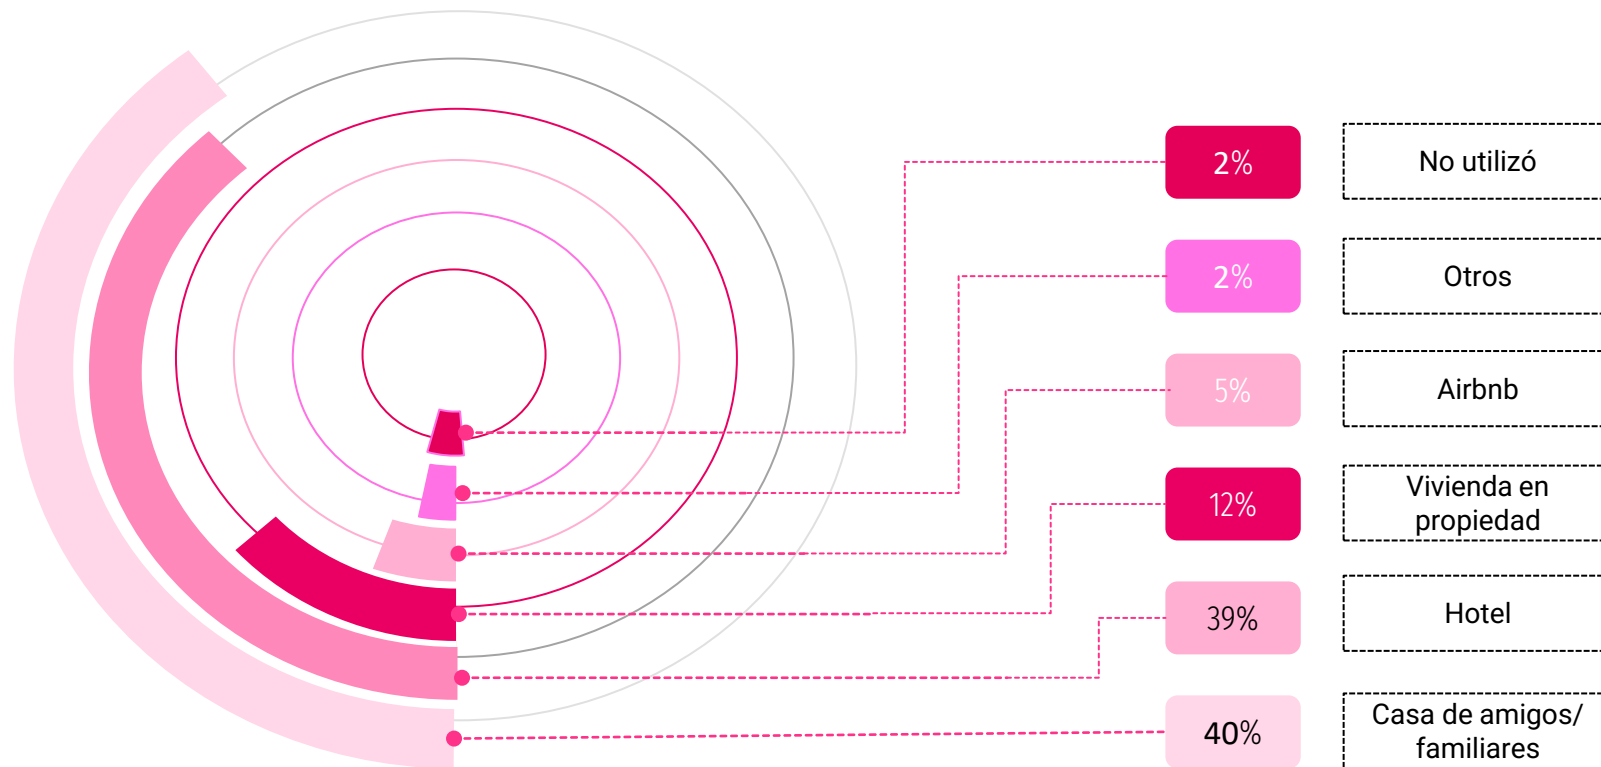 2%
No utilizó
2%
Otros
5%
Airbnb
12%
Vivienda en
propiedad
39%
Hotel
40%
Casa de amigos/
familiares